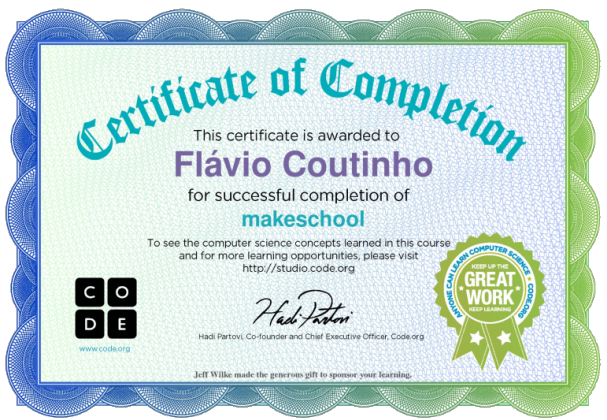 Certificate of Completion
This certificate is awarded to
Flávio Coutinho
for successful completion of
makeschool
To see the computer science concepts learned in this course
and for more learning opportunities, please visit
http://studio.code.org
C O
D E
www.code.org
Hadi Partovi
Hadi Partovi, Co-founder and Chief Executive Officer, Code.org
ANYONE CAN LEARN COMPUTER SCIENCE • CODE.ORG
KEEP UP THE
GREAT
WORK
KEEP LEARNING
Jeff Wilke made the generous gift to sponsor your learning.